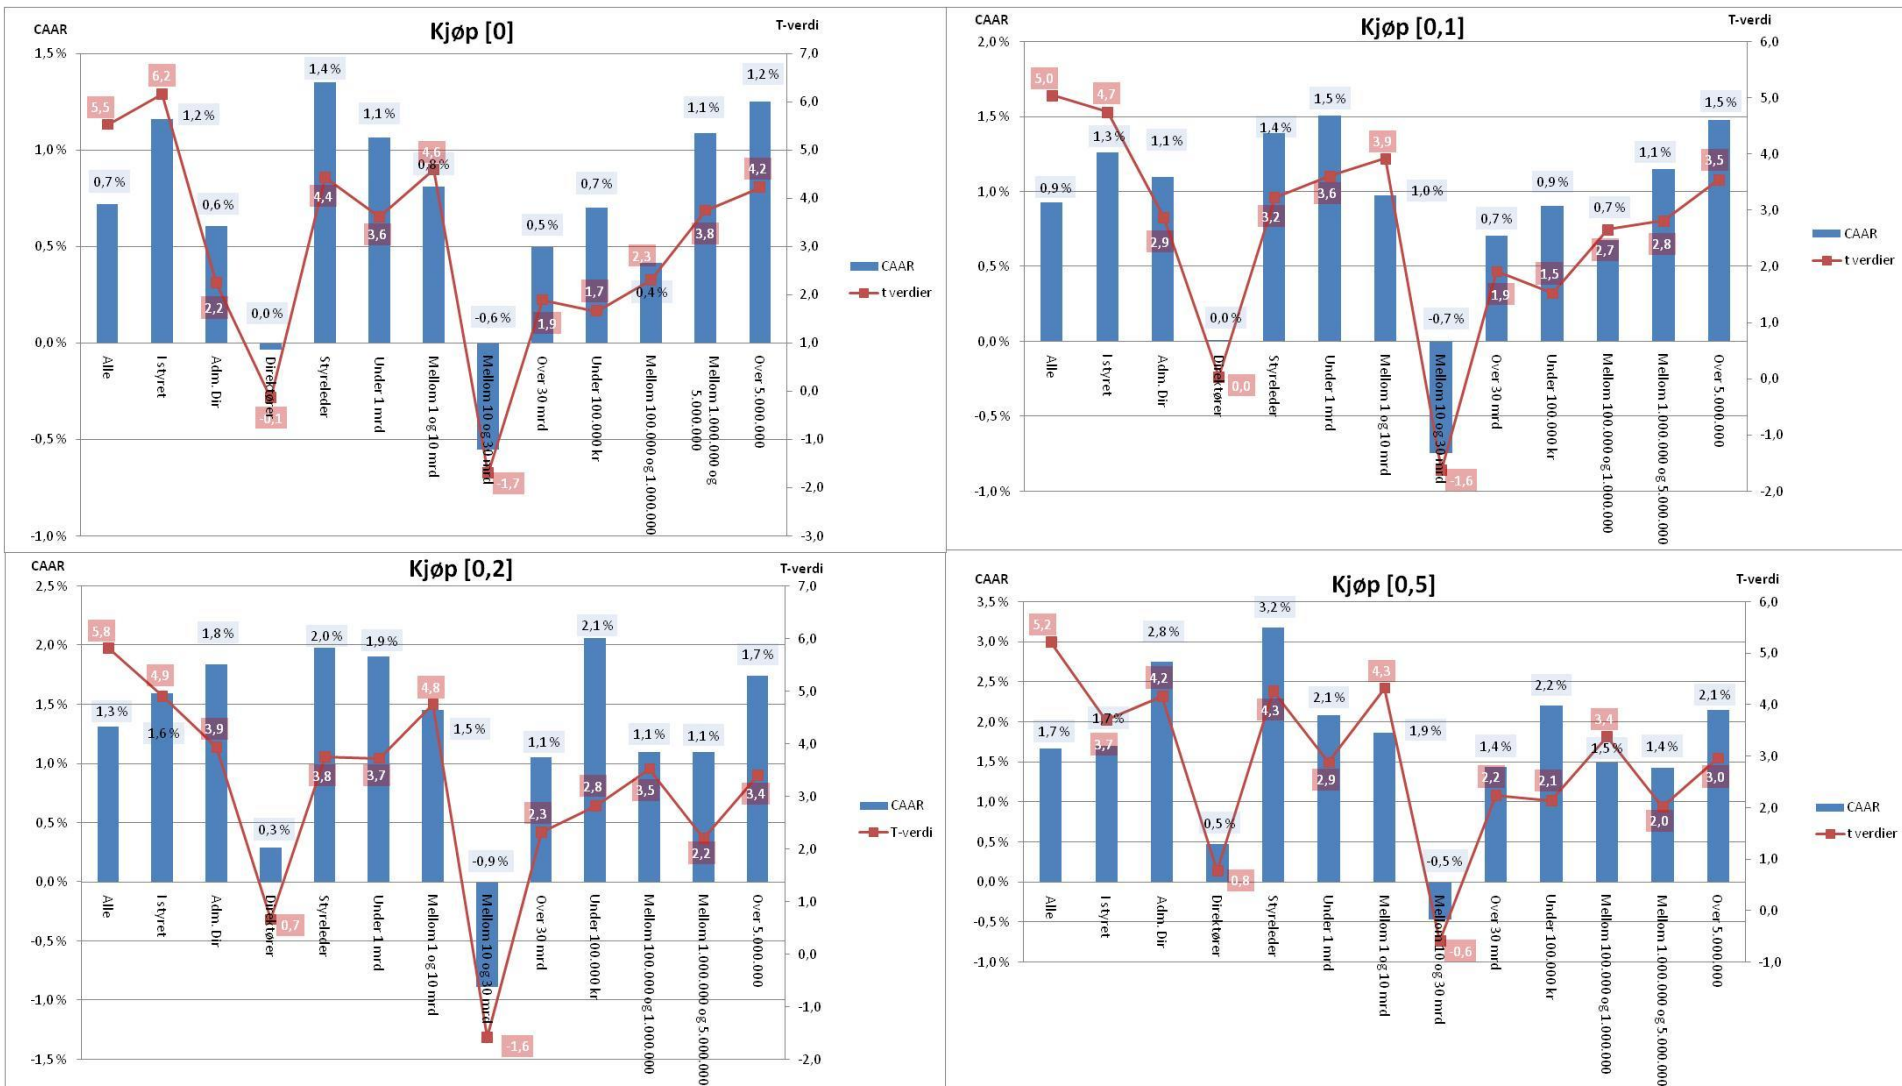 Kjøp [0]
CAAR
T-verdi
1,5 %
1,0 %
0,5 %
0,0 %
-0,5 %
-1,0 %
7,0
6,0
5,0
4,0
3,0
2,0
1,0
0,0
-1,0
-2,0
-3,0
0,7 %
1,2 %
0,6 %
0,0 %
1,4 %
1,1 %
0,8 %
-0,6 %
0,5 %
0,7 %
0,4 %
1,1 %
1,2 %
5,5
6,2
2,2
-0,1
4,4
3,6
4,6
-1,7
1,9
1,7
2,3
3,8
4,2
Alle
I styret
Adm. Dir
Direktører
Styreleder
Under 1 mrd
Mellom 1 og 10 mrd
Mellom 10 og 30 mrd
Over 30 mrd
Under 100.000 kr
Mellom 100.000 og 1.000.000
Mellom 1.000.000 og
5.000.000
Over 5.000.000
CAAR
t verdier
Kjøp [0,1]
CAAR
T-verdi
2,0 %
1,5 %
1,0 %
0,5 %
0,0 %
-0,5 %
-1,0 %
6,0
5,0
4,0
3,0
2,0
1,0
0,0
-1,0
-2,0
0,9 %
1,3 %
1,1 %
0,0 %
1,4 %
1,5 %
1,0 %
-0,7 %
0,7 %
0,9 %
0,7 %
1,1 %
1,5 %
5,0
4,7
2,9
0,0
3,2
3,6
3,9
-1,6
1,9
1,5
2,7
2,8
3,5
Alle
I styret
Adm. Dir
Direktører
Styreleder
Under 1 mrd
Mellom 1 og 10 mrd
Mellom 10 og 30 mrd
Over 30 mrd
Under 100.000 kr
Mellom 100.000 og 1.000.000
Mellom 1.000.000 og 5.000.000
Over 5.000.000
CAAR
t verdier
Kjøp [0,2]
CAAR
T-verdi
2,5 %
2,0 %
1,5 %
1,0 %
0,5 %
0,0 %
-0,5 %
-1,0 %
-1,5 %
7,0
6,0
5,0
4,0
3,0
2,0
1,0
0,0
-1,0
-2,0
1,3 %
1,6 %
1,8 %
0,3 %
2,0 %
1,9 %
1,5 %
-0,9 %
1,1 %
2,1 %
1,1 %
1,1 %
1,7 %
5,8
4,9
3,9
0,7
3,8
3,7
4,8
-1,6
2,3
2,8
3,5
2,2
3,4
Alle
I styret
Adm. Dir
Direktører
Styreleder
Under 1 mrd
Mellom 1 og 10 mrd
Mellom 10 og 30 mrd
Over 30 mrd
Under 100.000 kr
Mellom 100.000 og 1.000.000
Mellom 1.000.000 og 5.000.000
Over 5.000.000
CAAR
T-verdi
Kjøp [0,5]
CAAR
T-verdi
3,5 %
3,0 %
2,5 %
2,0 %
1,5 %
1,0 %
0,5 %
0,0 %
-0,5 %
-1,0 %
6,0
5,0
4,0
3,0
2,0
1,0
0,0
-1,0
1,7 %
1,7 %
2,8 %
0,5 %
3,2 %
2,1 %
1,9 %
-0,5 %
1,4 %
2,2 %
1,5 %
1,4 %
2,1 %
5,2
3,7
4,2
0,8
4,3
2,9
4,3
-0,6
2,2
2,1
3,4
2,0
3,0
Alle
I styret
Adm. Dir
Direktører
Styreleder
Under 1 mrd
Mellom 1 og 10 mrd
Mellom 10 og 30 mrd
Over 30 mrd
Under 100.000 kr
Mellom 100.000 og 1.000.000
Mellom 1.000.000 og 5.000.000
Over 5.000.000
CAAR
t verdier